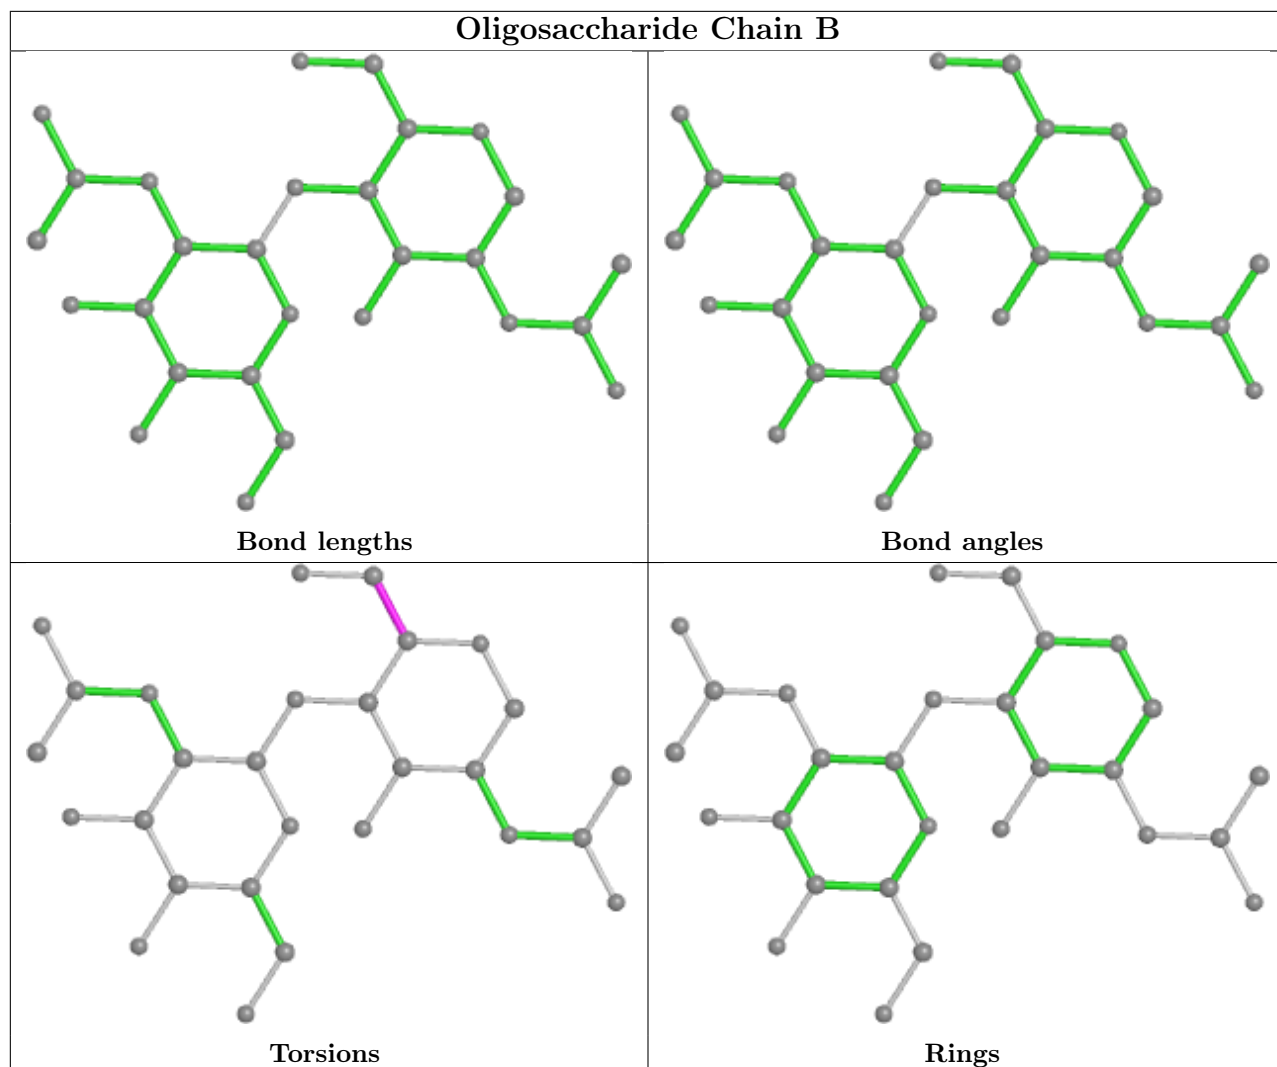 Oligosaccharide Chain B
Bond lengths
Bond angles
Torsions
Rings